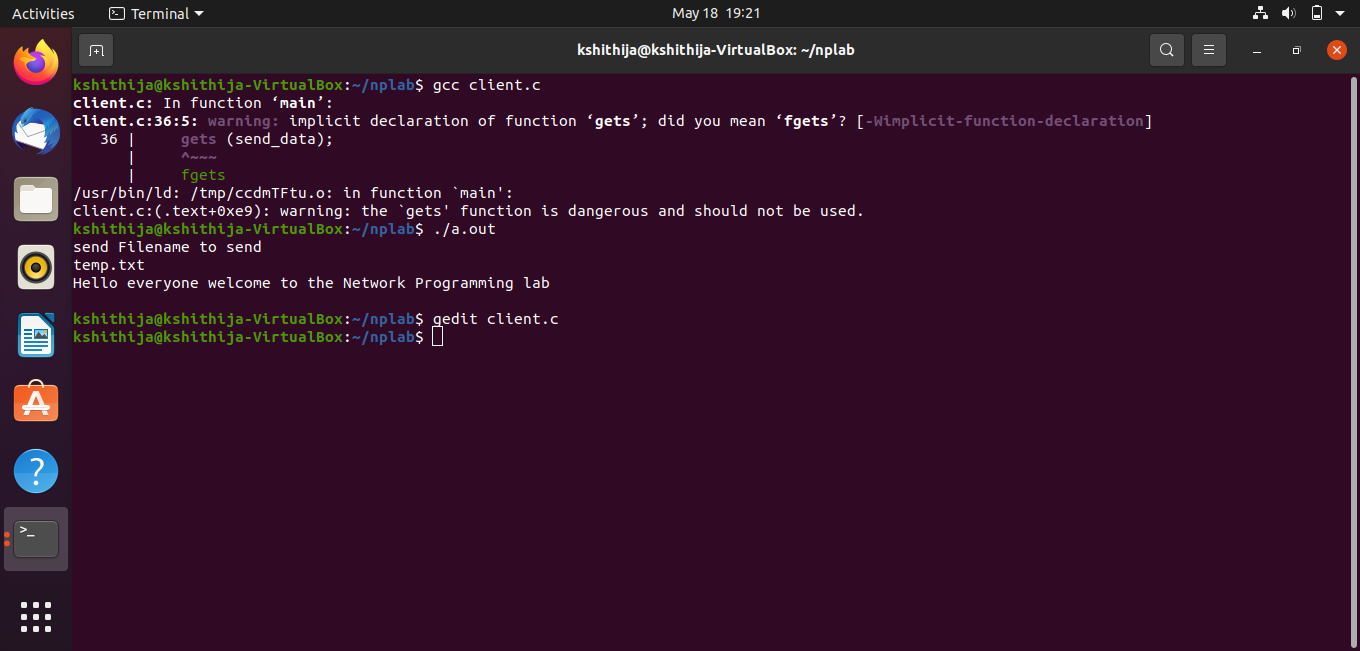 Activities
Terminal
May 18 19:21
kshithija@kshithija-VirtualBox: ~/nplab
kshithija@kshithija-VirtualBox:~/nplab$ gcc client.c
client.c: In function ‘main’:
client.c:36:5: warning: implicit declaration of function ‘gets’; did you mean ‘fgets’? [-Wimplicit-function-declaration]
   36 |     gets (send_data);
      |     ^~~~
      |     fgets
/usr/bin/ld: /tmp/ccdmTFtu.o: in function `main':
client.c:(.text+0xe9): warning: the `gets' function is dangerous and should not be used.
kshithija@kshithija-VirtualBox:~/nplab$ ./a.out
send Filename to send
temp.txt
Hello everyone welcome to the Network Programming lab
kshithija@kshithija-VirtualBox:~/nplab$ gedit client.c
kshithija@kshithija-VirtualBox:~/nplab$